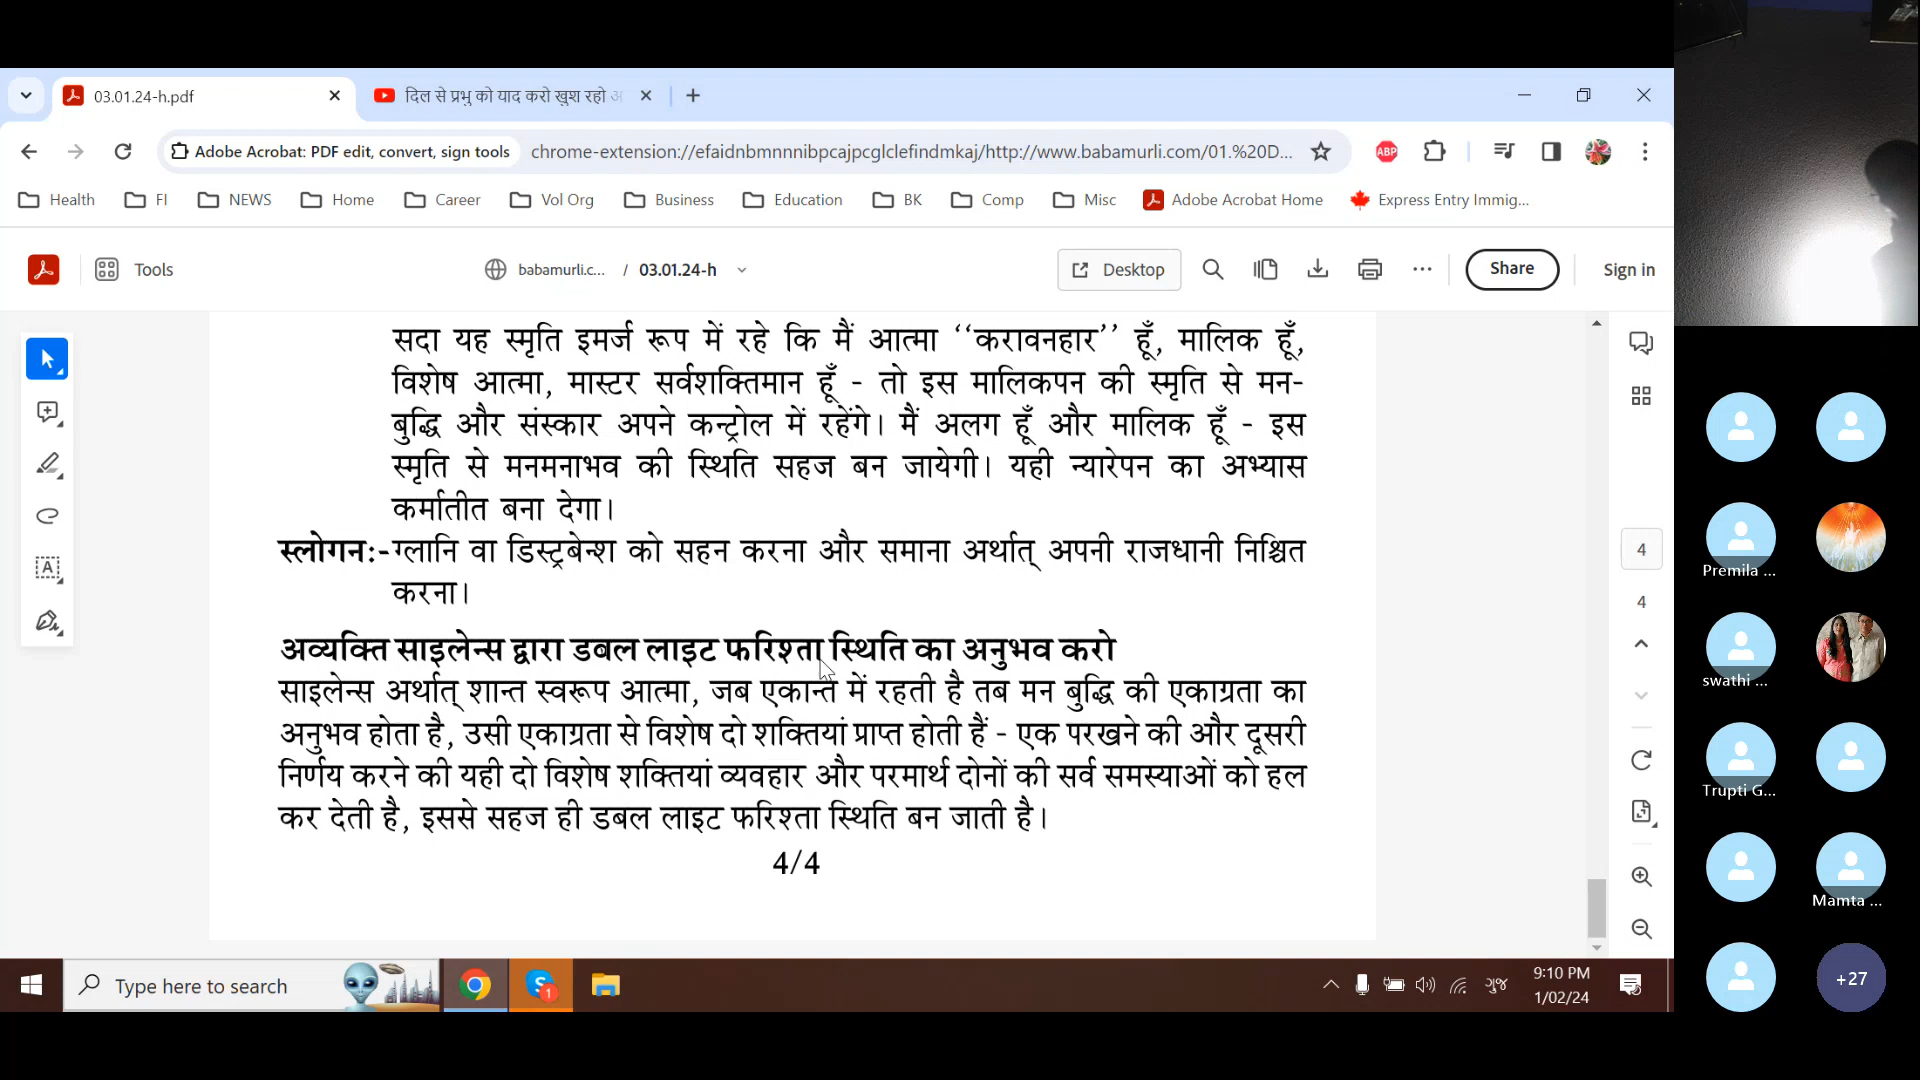 03.01.24-h.pdf
दिल से प्रभु को याद करो खुश रहो
Adobe Acrobat: PDF edit, convert, sign tools
chrome-extension://efaidnbmnnnibpcajpcglclefindmkaj/http://www.babamurli.com/01.%20D...
ABP
Health
FI
NEWS
Home
Career
Vol Org
Business
Education
BK
Comp
Misc
Adobe Acrobat Home
Express Entry Immig...
Tools
babamurli.c... / 03.01.24-h
Desktop
Share
Sign in
सदा यह स्मृति इमर्ज रूप में रहे कि मैं आत्मा ‘‘करावनहार’’ हूँ, मालिक हूँ,
विशेष आत्मा, मास्टर सर्वशक्तिमान हूँ - तो इस मालिकपन की स्मृति से मन-
बुद्धि और संस्कार अपने कन्ट्रोल में रहेंगे। मैं अलग हूँ और मालिक हूँ - इस
स्मृति से मनमनाभव की स्थिति सहज बन जायेगी। यही न्यारेपन का अभ्यास
कर्मातीत बना देगा।
स्लोगन:-ग्लानि वा डिस्ट्रबेन्श को सहन करना और समाना अर्थात् अपनी राजधानी निश्चित
करना।
अव्यक्ति साइलेन्स द्वारा डबल लाइट फरिश्ता स्थिति का अनुभव करो
साइलेन्स अर्थात् शान्त स्वरूप आत्मा, जब एकान्त में रहती है तब मन बुद्धि की एकाग्रता का
अनुभव होता है, उसी एकाग्रता से विशेष दो शक्तियां प्राप्त होती हैं - एक परखने की और दूसरी
निर्णय करने की यही दो विशेष शक्तियां व्यवहार और परमार्थ दोनों की सर्व समस्याओं को हल
कर देती है, इससे सहज ही डबल लाइट फरिश्ता स्थिति बन जाती है।
4/4
4
4
Premila ...
swathi ...
Trupti G...
Mamta ...
+27
Type here to search
S
1
ગુજ
9:10 PM
1/02/24